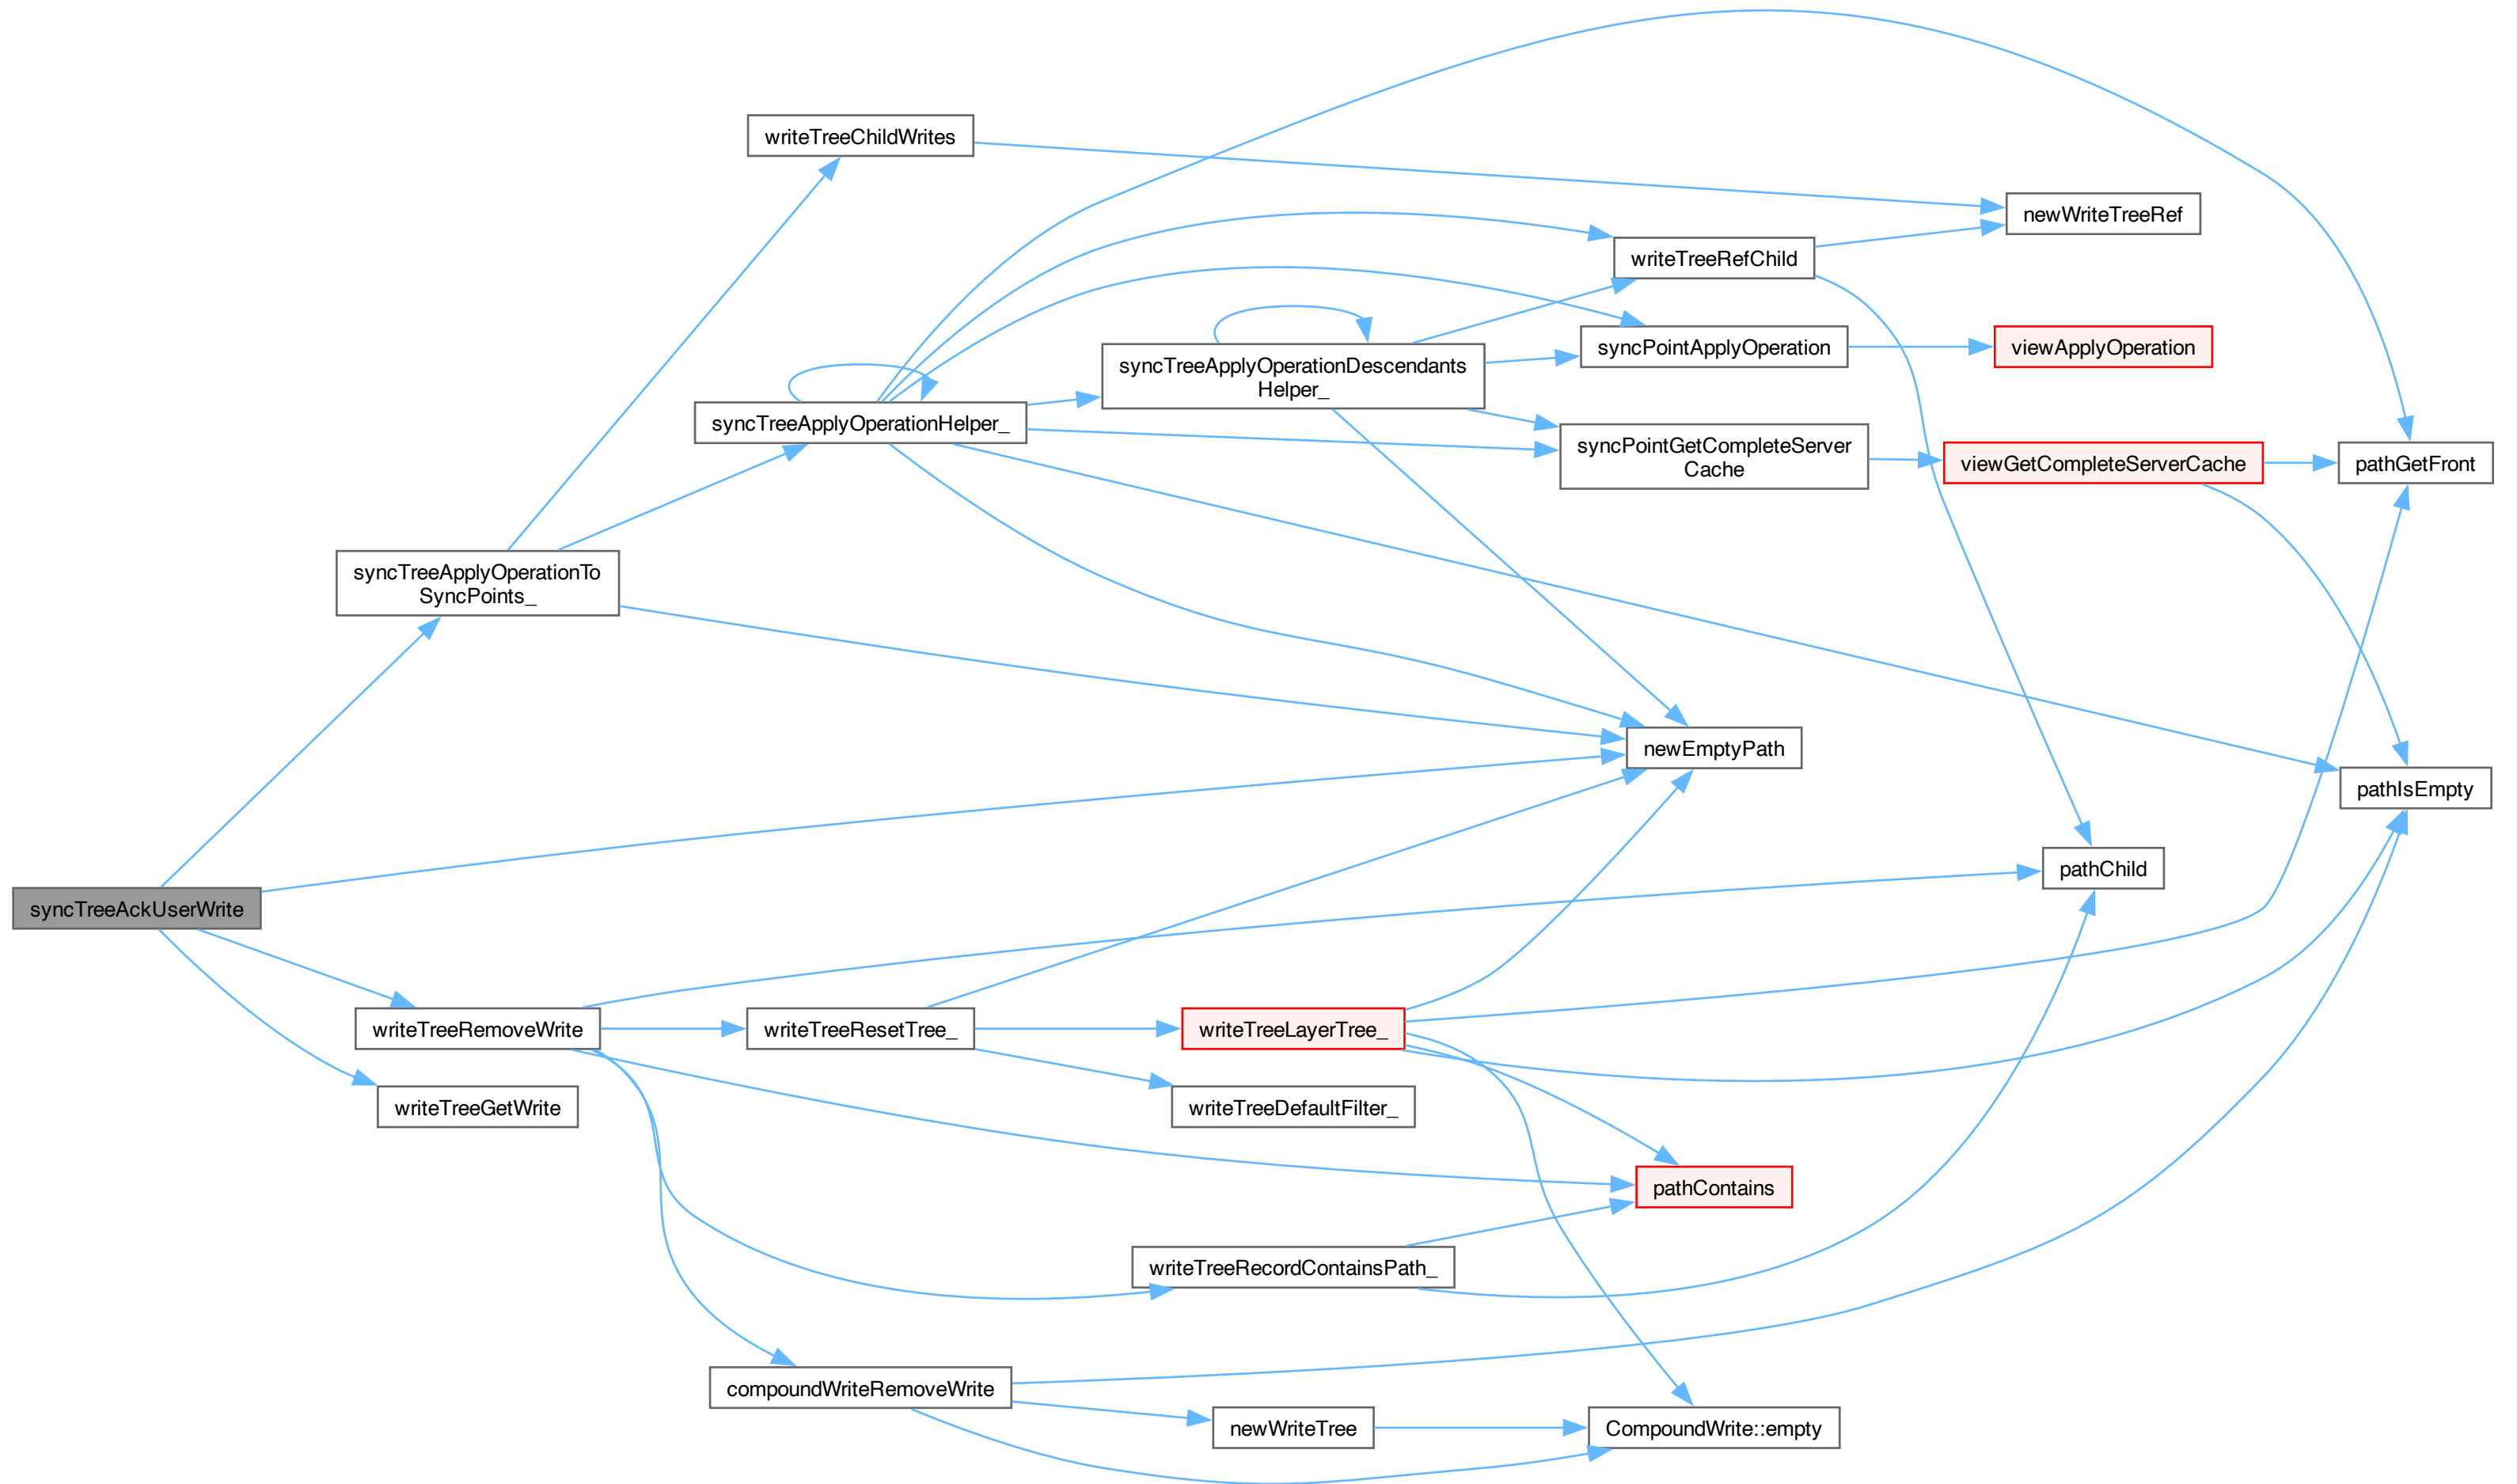 writeTreeChildWrites
newWriteTreeRef
writeTreeRefChild
syncPointApplyOperation
viewApplyOperation
syncTreeApplyOperationDescendants
Helper_
syncTreeApplyOperationHelper_
syncPointGetCompleteServer
Cache
viewGetCompleteServerCache
pathGetFront
syncTreeApplyOperationTo
SyncPoints_
newEmptyPath
pathIsEmpty
pathChild
syncTreeAckUserWrite
writeTreeRemoveWrite
writeTreeResetTree_
writeTreeLayerTree_
writeTreeGetWrite
writeTreeDefaultFilter_
pathContains
writeTreeRecordContainsPath_
compoundWriteRemoveWrite
newWriteTree
CompoundWrite::empty